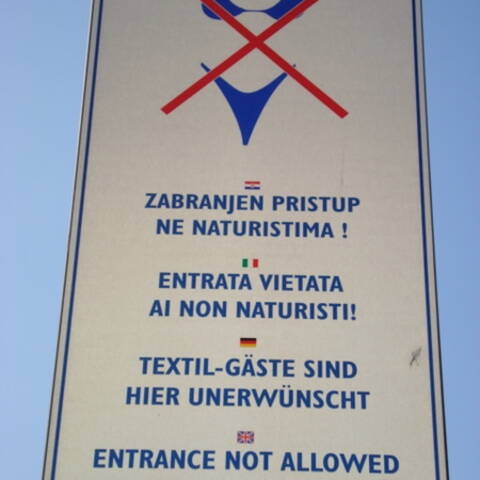 ZABRANJEN PRISTUP
NE NATURISTIMA !
ENTRATA VIETATA
AI NON NATURISTI!
TEXTIL-GÄSTE SIND
HIER UNERWÜNSCHT
ENTRANCE NOT ALLOWED